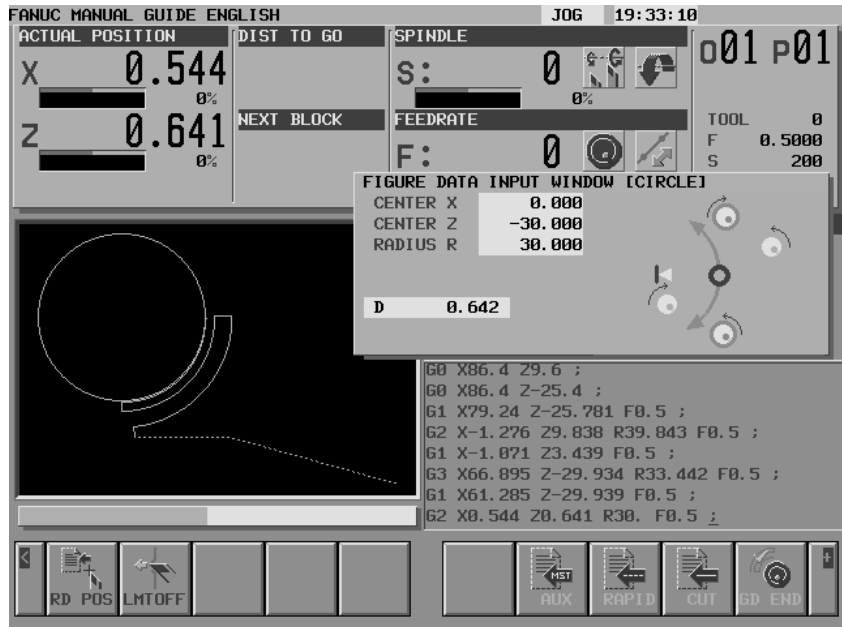 FANUC MANUAL GUIDE ENGLISH JOG 19:33:10
ACTUAL POSITION DIST TO GO SPINDLE O01 P01
X 0.544 S: 0
0% 0%
NEXT BLOCK FEEDRATE TOOL 0
Z 0.641 F: 0 F 0.5000
0% S 200
FIGURE DATA INPUT WINDOW [CIRCLE]
CENTER X 0.000
CENTER Z -30.000
RADIUS R 30.000
D 0.642
G0 X86.4 Z9.6 ;
G0 X86.4 Z-25.4 ;
G1 X79.24 Z-25.781 F0.5 ;
G2 X-1.276 Z9.838 R39.843 F0.5 ;
G1 X-1.071 Z3.439 F0.5 ;
G3 X66.895 Z-29.934 R33.442 F0.5 ;
G1 X61.285 Z-29.939 F0.5 ;
G2 X0.544 Z0.641 R30. F0.5 ;
< MST +
RD POS LMTOFF AUX RAPID CUT GD END